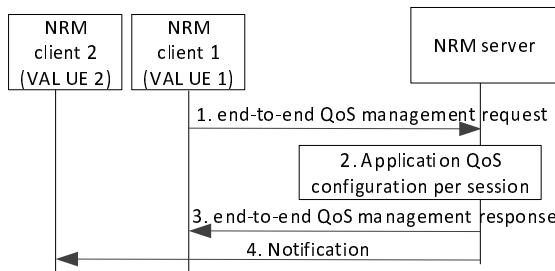 NRM
client 2
(VAL UE 2)
NRM
client 1
(VAL UE 1)
NRM server
1. end-to-end QoS management request
2. Application QoS
configuration per session
3. end-to-end QoS management response
4. Notification